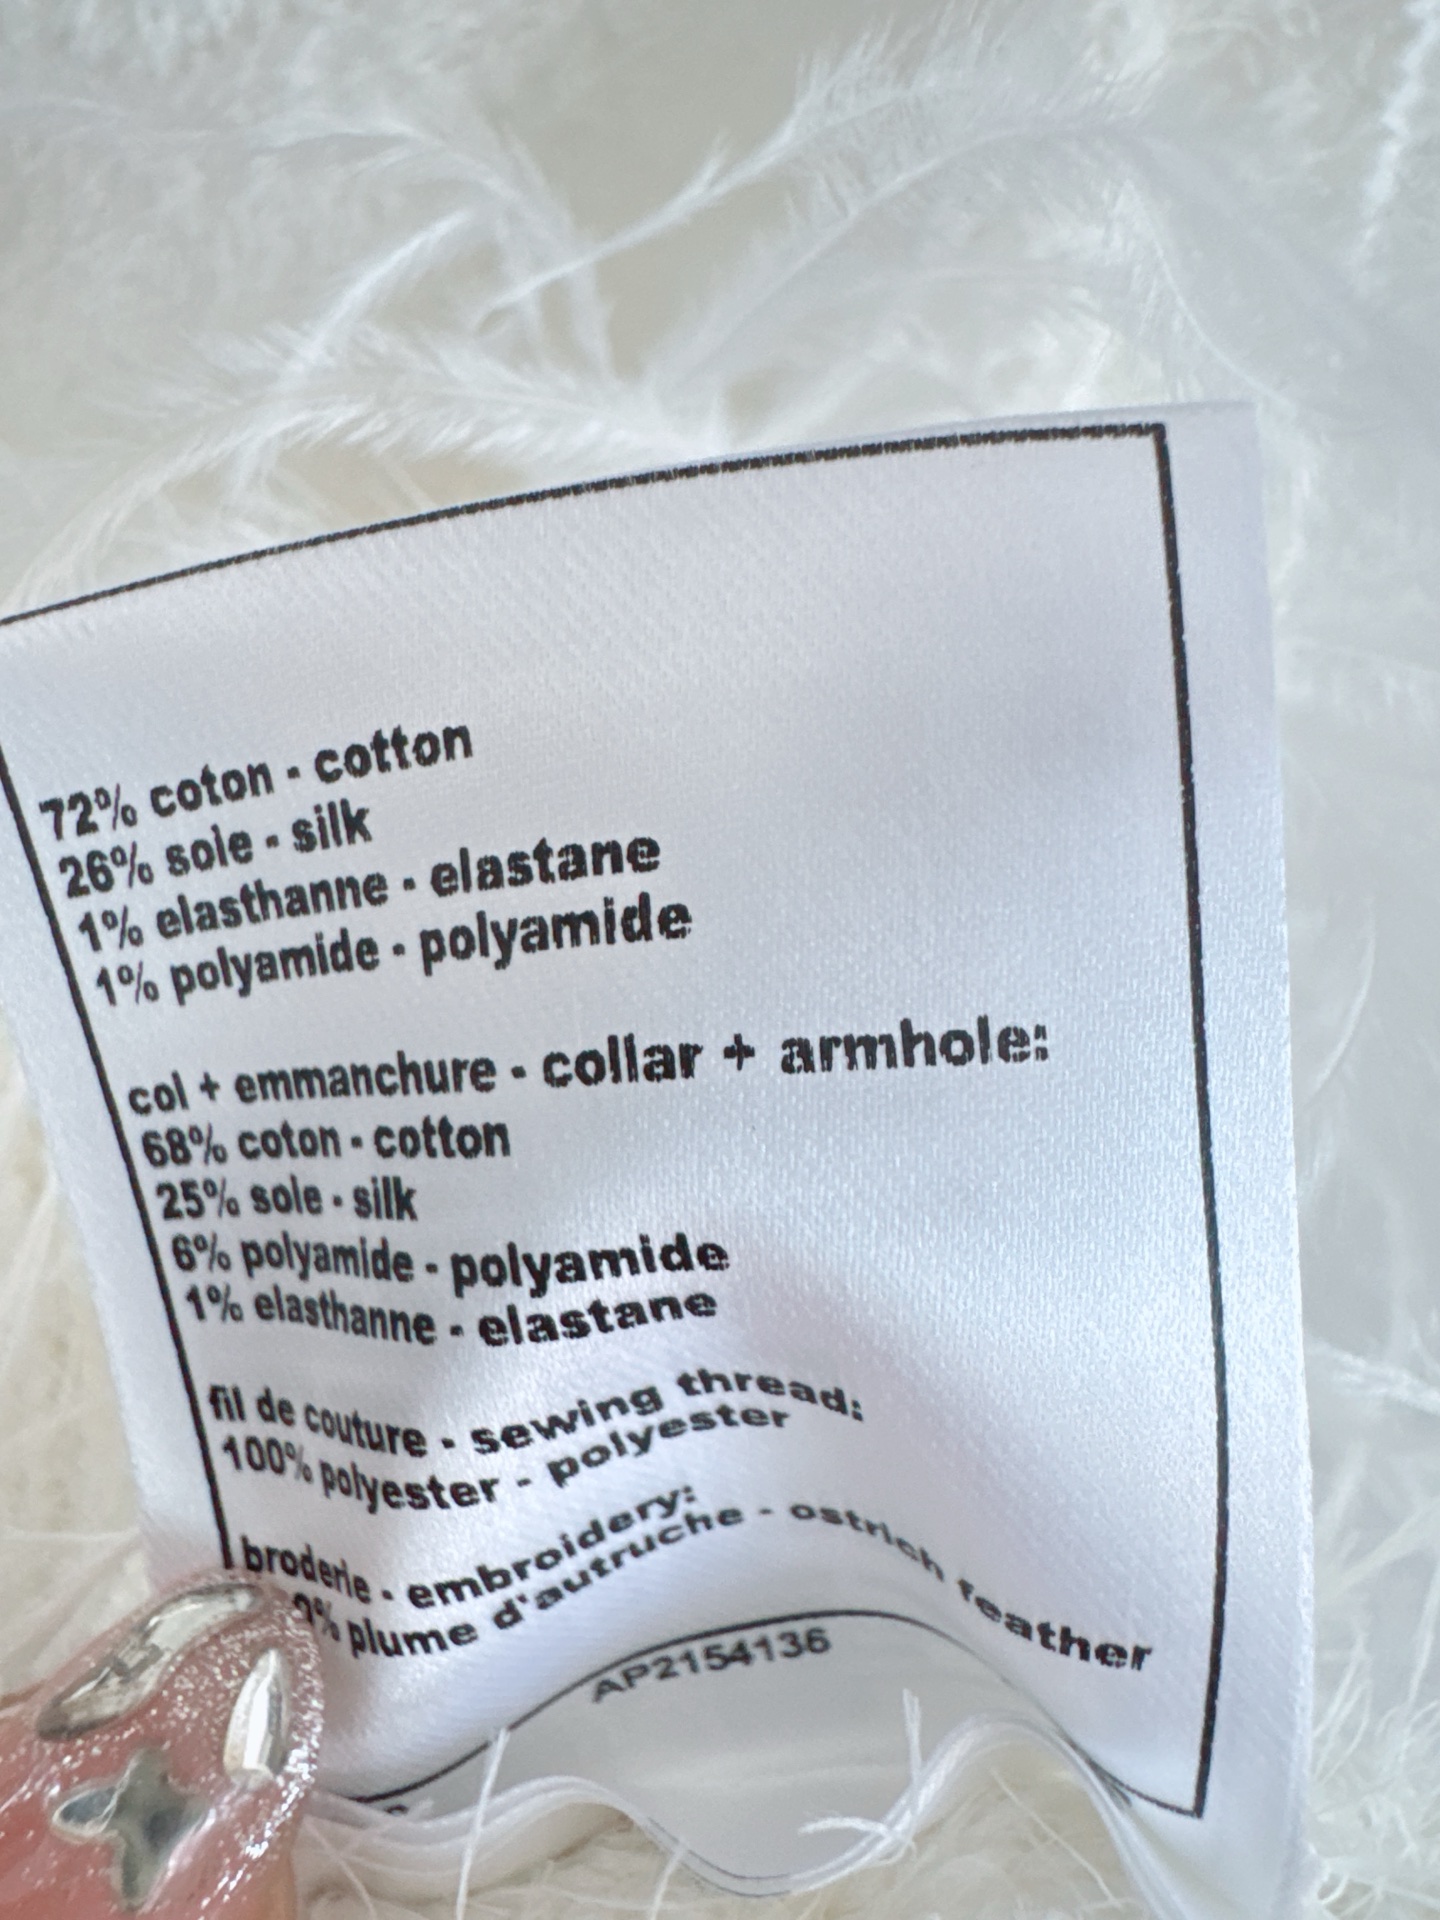 72% coton - cotton
26% soie - silk
1% elasthanne - elastane
1% polyamide - polyamide
col + emmanchure - collar + armhole:
68% coton - cotton
25% soie - silk
6% polyamide - polyamide
1% elasthanne - elastane
fil de couture - sewing thread:
100% polyester - polyester
broderie - embroidery:
plume d'autruche - ostrich feather
AP2154136